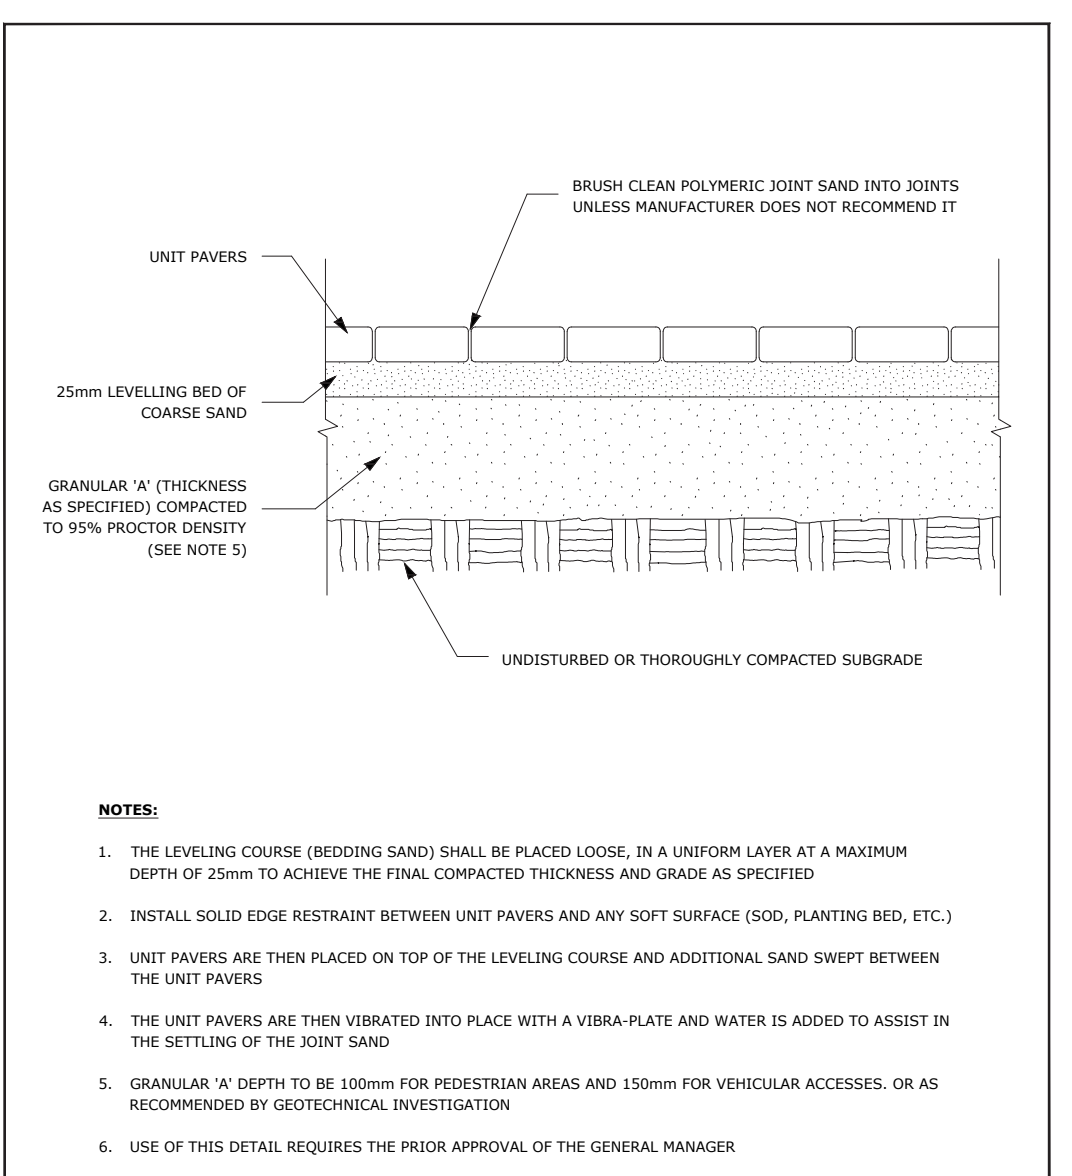 BRUSH CLEAN POLYMERIC JOINT SAND INTO JOINTS
UNLESS MANUFACTURER DOES NOT RECOMMEND IT
UNIT PAVERS
25mm LEVELLING BED OF
COARSE SAND
GRANULAR 'A' (THICKNESS
AS SPECIFIED) COMPACTED
TO 95% PROCTOR DENSITY
(SEE NOTE 5)
UNDISTURBED OR THOROUGHLY COMPACTED SUBGRADE
NOTES:
1. THE LEVELING COURSE (BEDDING SAND) SHALL BE PLACED LOOSE, IN A UNIFORM LAYER AT A MAXIMUM
DEPTH OF 25mm TO ACHIEVE THE FINAL COMPACTED THICKNESS AND GRADE AS SPECIFIED
2. INSTALL SOLID EDGE RESTRAINT BETWEEN UNIT PAVERS AND ANY SOFT SURFACE (SOD, PLANTING BED, ETC.)
3. UNIT PAVERS ARE THEN PLACED ON TOP OF THE LEVELING COURSE AND ADDITIONAL SAND SWEPT BETWEEN
THE UNIT PAVERS
4. THE UNIT PAVERS ARE THEN VIBRATED INTO PLACE WITH A VIBRA-PLATE AND WATER IS ADDED TO ASSIST IN
THE SETTLING OF THE JOINT SAND
5. GRANULAR 'A' DEPTH TO BE 100mm FOR PEDESTRIAN AREAS AND 150mm FOR VEHICULAR ACCESSES. OR AS
RECOMMENDED BY GEOTECHNICAL INVESTIGATION
6. USE OF THIS DETAIL REQUIRES THE PRIOR APPROVAL OF THE GENERAL MANAGER